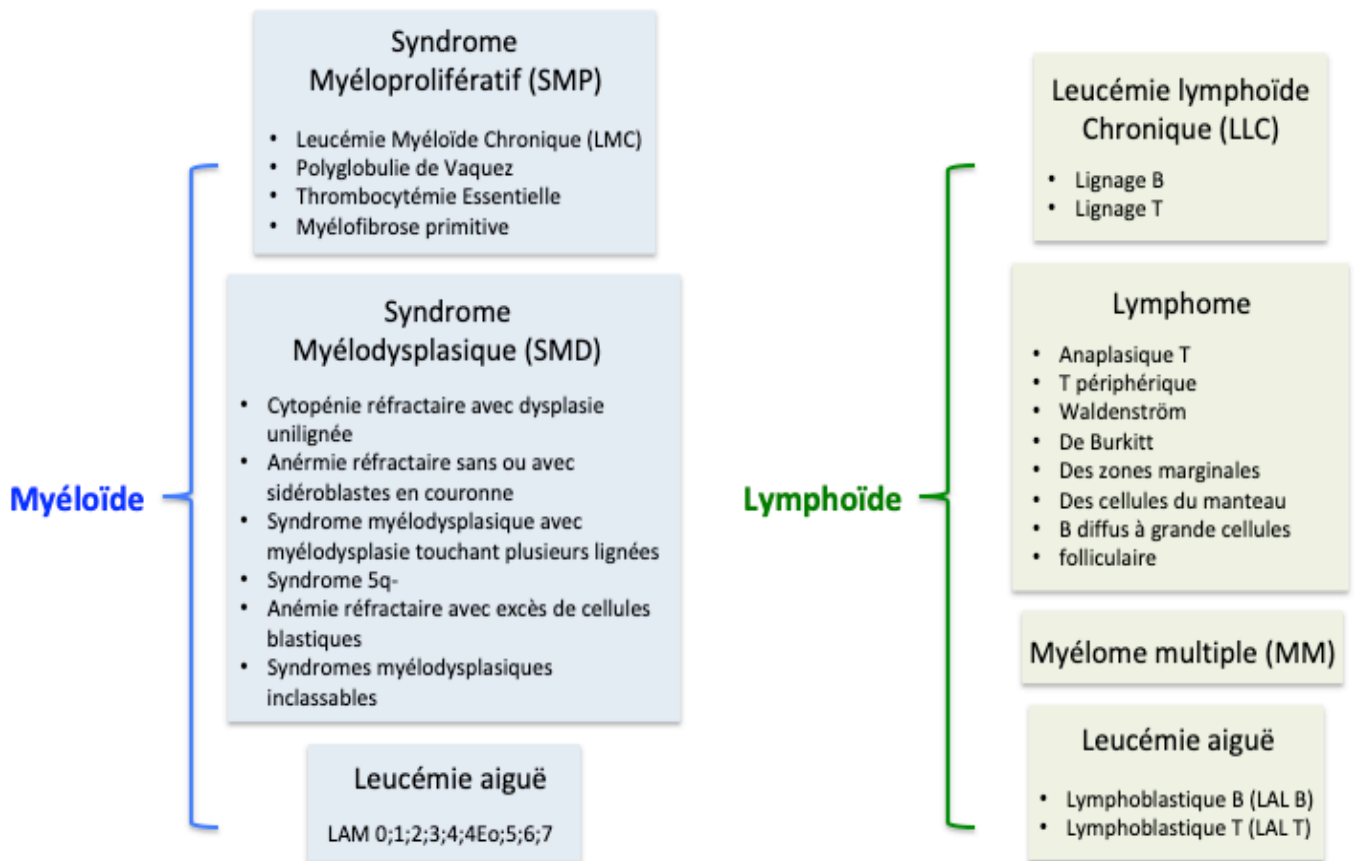 Myéloïde
Syndrome
Myéloprolifératif (SMP)
• Leucémie Myéloïde Chronique (LMC)
• Polyglobulie de Vaquez
• Thrombocytémie Essentielle
• Myélofibrose primitive
Syndrome
Myélodysplasique (SMD)
• Cytopénie réfractaire avec dysplasie
unilignée
• Anérmie réfractaire sans ou avec
sidéroblastes en couronne
• Syndrome myélodysplasique avec
myélodysplasie touchant plusieurs lignées
• Syndrome 5q-
• Anémie réfractaire avec excès de cellules
blastiques
• Syndromes myélodysplasiques
inclassables
Leucémie aiguë
LAM 0;1;2;3;4;4Eo;5;6;7
Lymphoïde
Leucémie lymphoïde
Chronique (LLC)
• Lignage B
• Lignage T
Lymphome
• Anaplasique T
• T périphérique
• Waldenström
• De Burkitt
• Des zones marginales
• Des cellules du manteau
• B diffus à grande cellules
• folliculaire
Myélome multiple (MM)
Leucémie aiguë
• Lymphoblastique B (LAL B)
• Lymphoblastique T (LAL T)